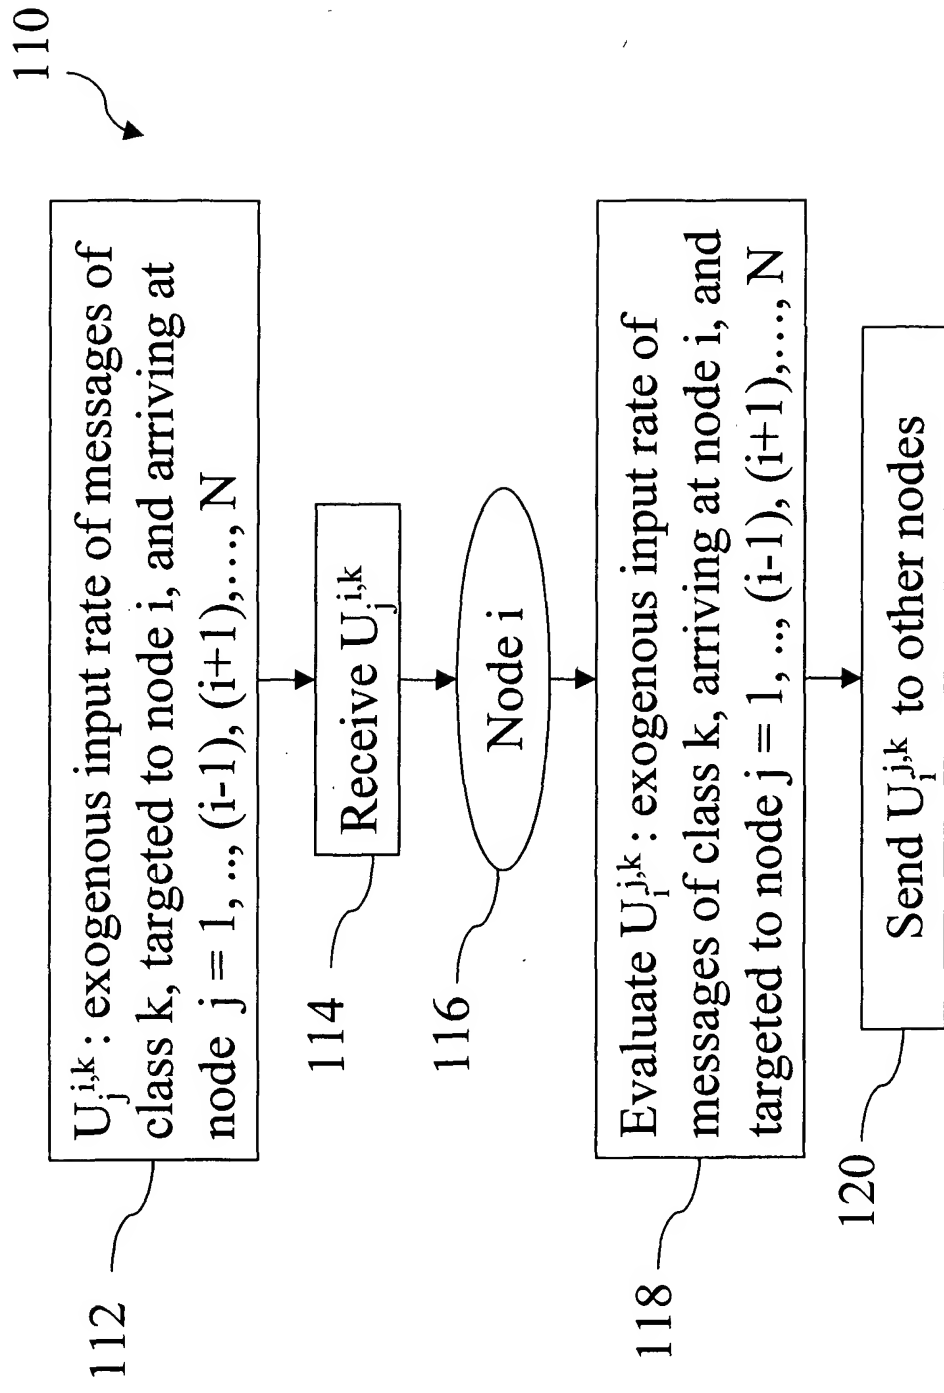 110
112
U_j^{i,k}: exogenous input rate of messages of
class k, targeted to node i, and arriving at
node j = 1, .., (i-1), (i+1),...., N
114
Receive U_j^{i,k}
116
Node i
118
Evaluate U_i^{j,k}: exogenous input rate of
messages of class k, arriving at node i, and
targeted to node j = 1, .., (i-1), (i+1),...., N
120
Send U_i^{j,k} to other nodes